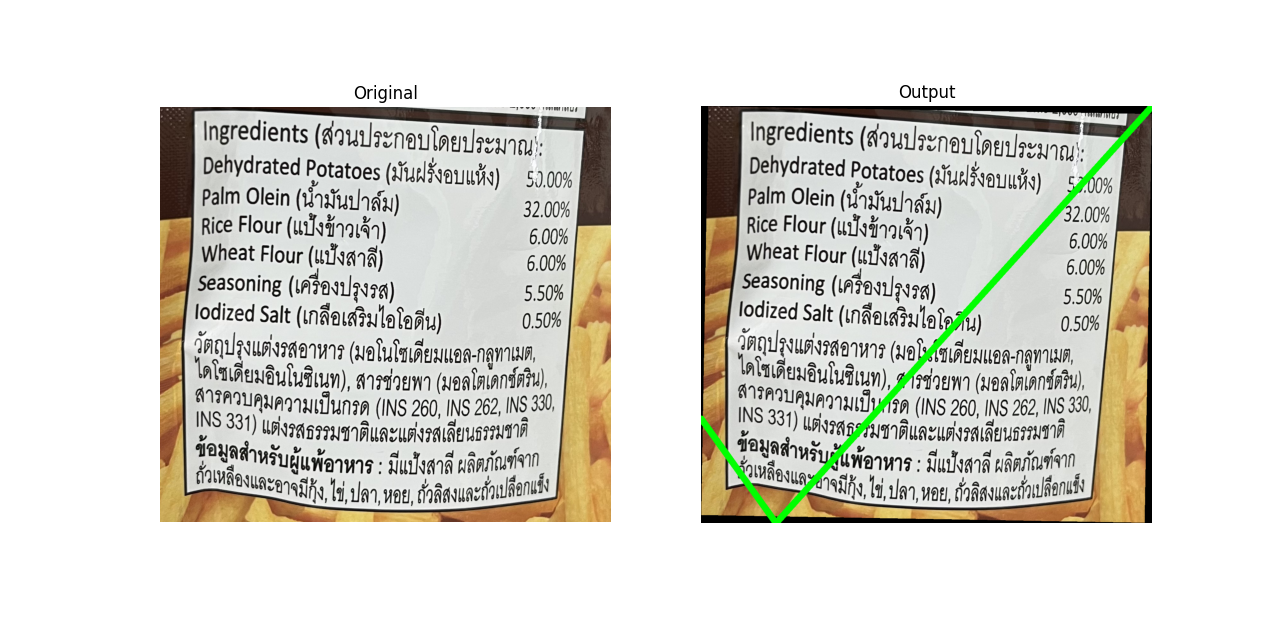 Original
Ingredients (ส่วนประกอบโดยประมาณ):
Dehydrated Potatoes (มันฝรั่งอบแห้ง) 50.00%
Palm Olein (น้ำมันปาล์ม) 32.00%
Rice Flour (แป้งข้าวเจ้า) 6.00%
Wheat Flour (แป้งสาลี) 6.00%
Seasoning (เครื่องปรุงรส) 5.50%
Iodized Salt (เกลือเสริมไอโอดีน) 0.50%
วัตถุปรุงแต่งรสอาหาร (มอโนโซเดียมแอล-กลูทาเมต,
ไดโซเดียมอินโนซิเนท), สารช่วยพา (มอลโตเดกซ์ตริน),
สารควบคุมความเป็นกรด (INS 260, INS 262, INS 330,
INS 331) แต่งรสธรรมชาติและแต่งรสเลียนธรรมชาติ
ข้อมูลสำหรับผู้แพ้อาหาร : มีแป้งสาลี ผลิตภัณฑ์จาก
ถั่วเหลืองและอาจมีกุ้ง, ไข่, ปลา, หอย, ถั่วลิสงและถั่วเปลือกแข็ง
Output
Ingredients (ส่วนประกอบโดยประมาณ):
Dehydrated Potatoes (มันฝรั่งอบแห้ง) 50.00%
Palm Olein (น้ำมันปาล์ม) 32.00%
Rice Flour (แป้งข้าวเจ้า) 6.00%
Wheat Flour (แป้งสาลี) 6.00%
Seasoning (เครื่องปรุงรส) 5.50%
Iodized Salt (เกลือเสริมไอโอดีน) 0.50%
วัตถุปรุงแต่งรสอาหาร (มอโนโซเดียมแอล-กลูทาเมต,
ไดโซเดียมอินโนซิเนท), สารช่วยพา (มอลโตเดกซ์ตริน),
สารควบคุมความเป็นกรด (INS 260, INS 262, INS 330,
INS 331) แต่งรสธรรมชาติและแต่งรสเลียนธรรมชาติ
ข้อมูลสำหรับผู้แพ้อาหาร : มีแป้งสาลี ผลิตภัณฑ์จาก
ถั่วเหลืองและอาจมีกุ้ง, ไข่, ปลา, หอย, ถั่วลิสงและถั่วเปลือกแข็ง